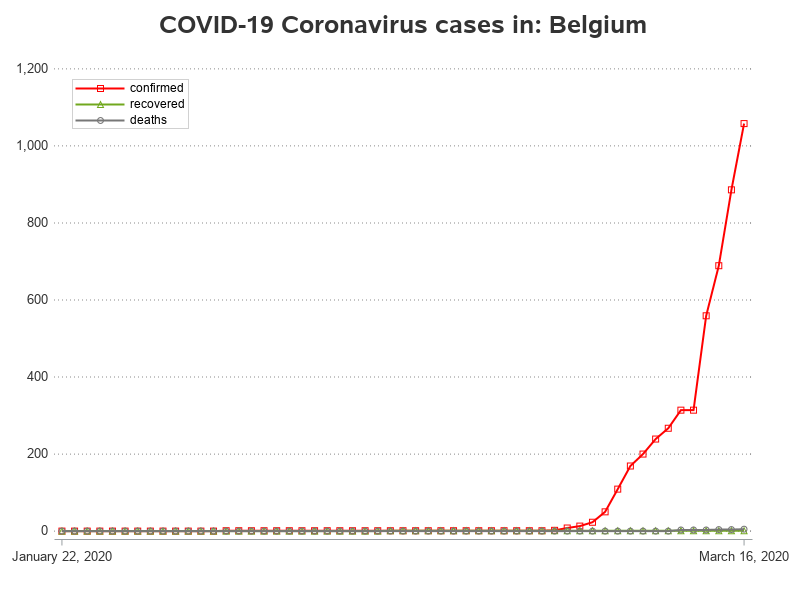 COVID-19 Coronavirus cases in: Belgium
1,200
confirmed
recovered
deaths
1,000
800
600
400
200
0
January 22, 2020
March 16, 2020